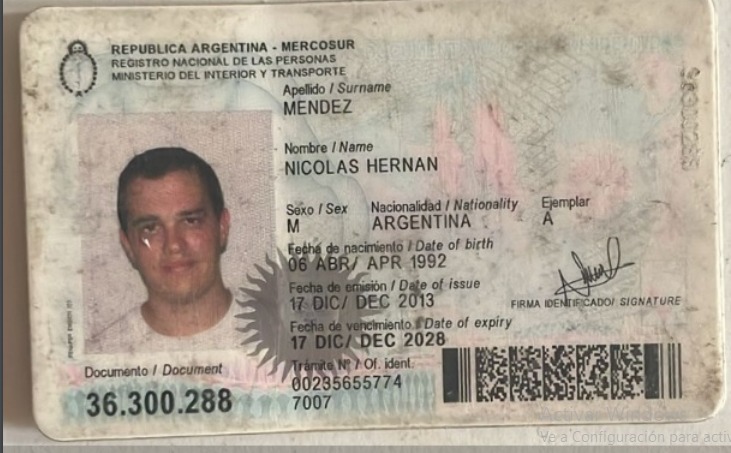 REPUBLICA ARGENTINA - MERCOSUR
REGISTRO NACIONAL DE LAS PERSONAS
MINISTERIO DEL INTERIOR Y TRANSPORTE
Apellido / Surname
MENDEZ
Nombre / Name
NICOLAS HERNAN
Sexo / Sex Nacionalidad / Nationality Ejemplar
M ARGENTINA A
Fecha de nacimiento / Date of birth
06 ABR/ APR 1992
Fecha de emisión / Date of issue
17 DIC/ DEC 2013
FIRMA IDENTIFICADO/ SIGNATURE
Fecha de vencimiento / Date of expiry
17 DIC/ DEC 2028
Documento / Document
36.300.288
Trámite Nº / Of. ident.
00235655774
7007
Activar Windows
Ve a Configuración para activ